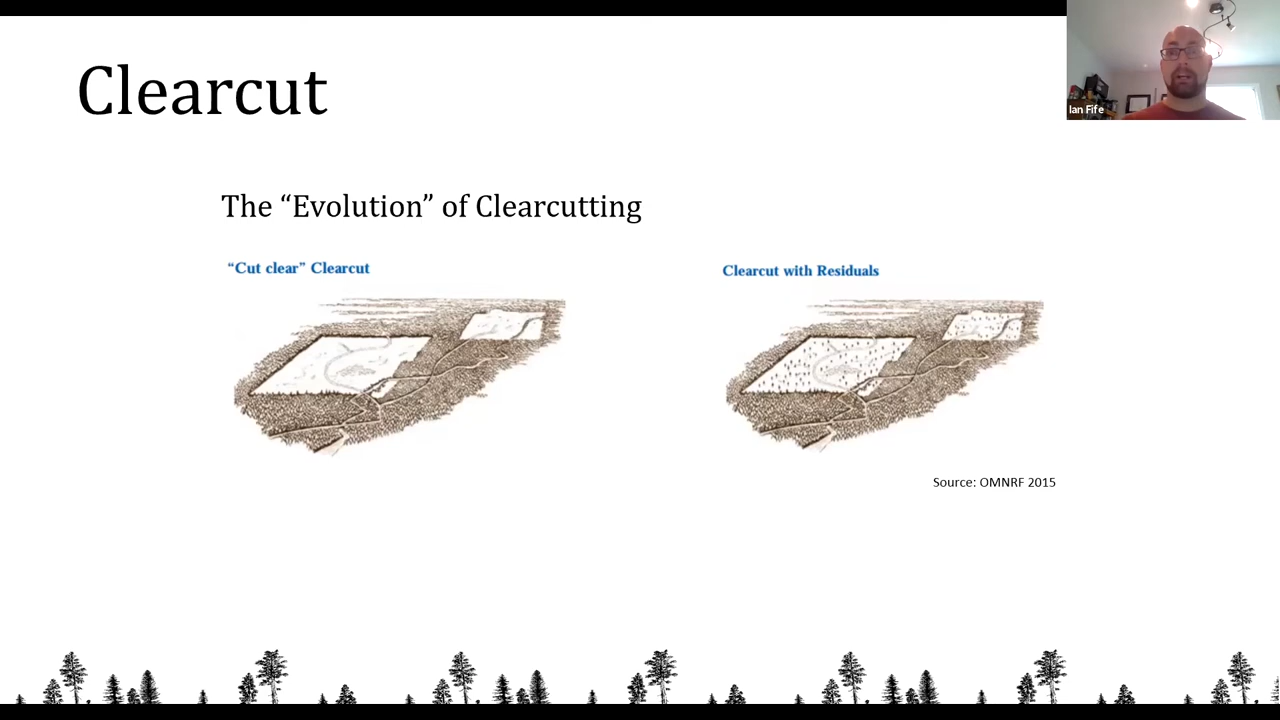 Clearcut
Ian Fife
The “Evolution” of Clearcutting
“Cut clear” Clearcut
Clearcut with Residuals
Source: OMNRF 2015